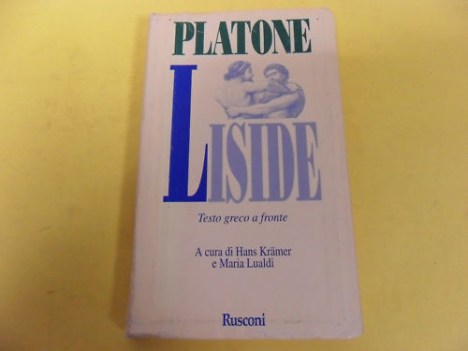 PLATONE
LISIDE
Testo greco a fronte
A cura di Hans Krämer
e Maria Lualdi
Rusconi